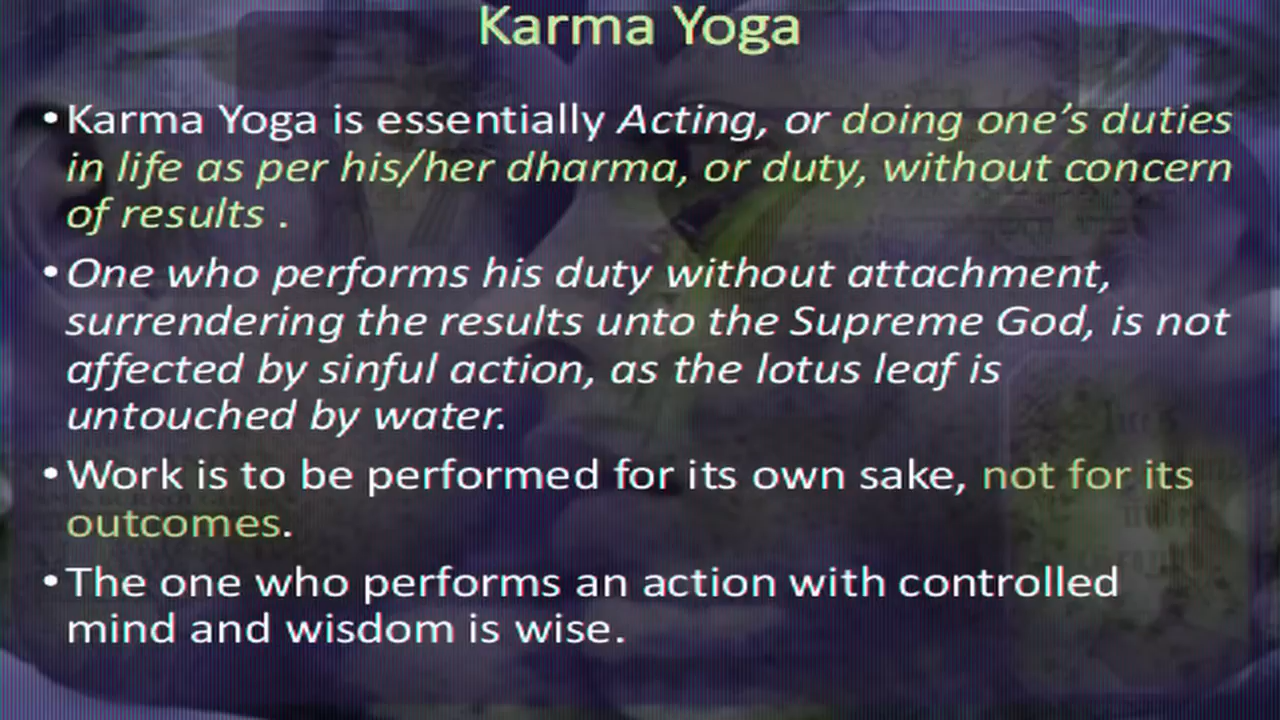 Karma Yoga
•Karma Yoga is essentially Acting, or doing one’s duties
in life as per his/her dharma, or duty, without concern
of results .
•One who performs his duty without attachment,
surrendering the results unto the Supreme God, is not
affected by sinful action, as the lotus leaf is
untouched by water.
•Work is to be performed for its own sake, not for its
outcomes.
•The one who performs an action with controlled
mind and wisdom is wise.